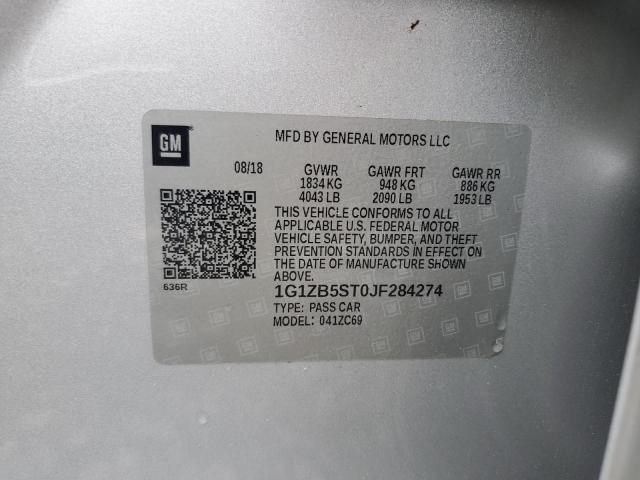 GM
MFD BY GENERAL MOTORS LLC
08/18 GVWR GAWR FRT GAWR RR
1834 KG 948 KG 886 KG
4043 LB 2090 LB 1953 LB
THIS VEHICLE CONFORMS TO ALL
APPLICABLE U.S. FEDERAL MOTOR
VEHICLE SAFETY, BUMPER, AND THEFT
PREVENTION STANDARDS IN EFFECT ON
THE DATE OF MANUFACTURE SHOWN
ABOVE.
636R
1G1ZB5ST0JF284274
TYPE: PASS CAR
MODEL: 041ZC69